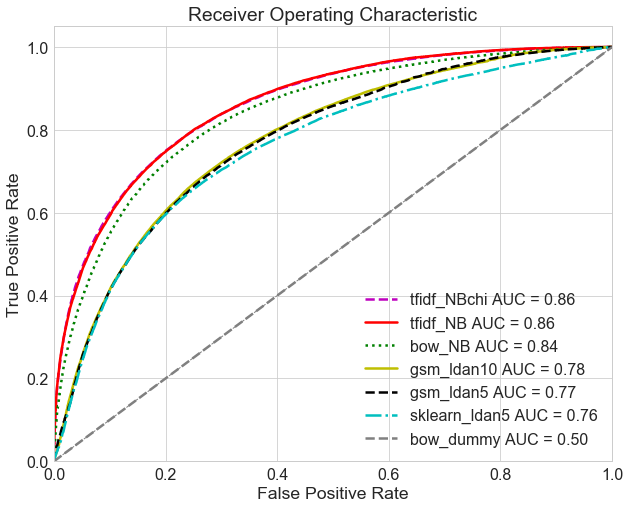 Receiver Operating Characteristic
True Positive Rate
1.0
0.8
0.6
0.4
0.2
0.0
tfidf_NBchi AUC = 0.86
tfidf_NB AUC = 0.86
bow_NB AUC = 0.84
gsm_ldan10 AUC = 0.78
gsm_ldan5 AUC = 0.77
sklearn_ldan5 AUC = 0.76
bow_dummy AUC = 0.50
0.0 0.2 0.4 0.6 0.8 1.0
False Positive Rate